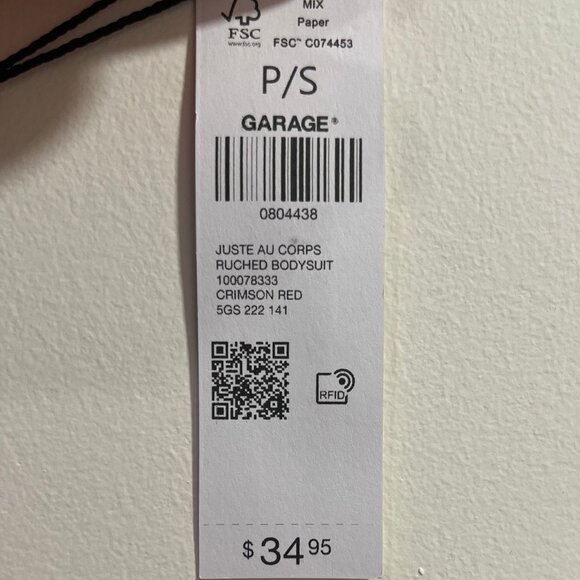 MIX
Paper
FSC
www.fsc.org
FSC™ C074453
P/S
GARAGE®
0804438
JUSTE AU CORPS
RUCHED BODYSUIT
100078333
CRIMSON RED
5GS 222 141
RFID
$34.95